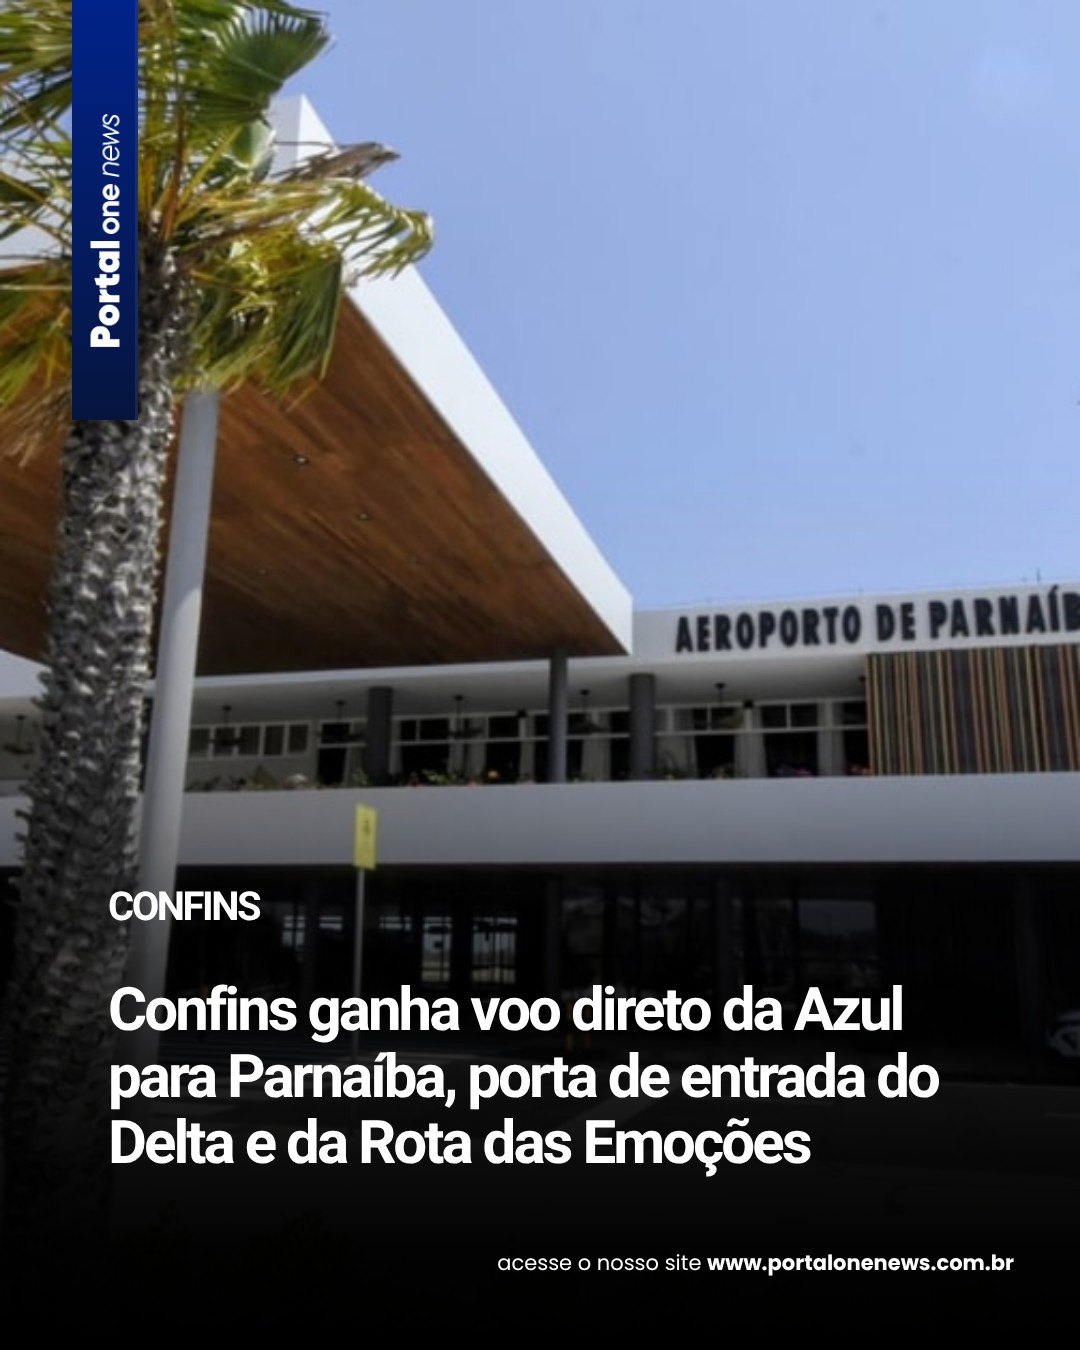 Portal one news
AEROPORTO DE PARNAÍB
CONFINS
Confins ganha voo direto da Azul
para Parnaíba, porta de entrada do
Delta e da Rota das Emoções
acesse o nosso site www.portalonenews.com.br